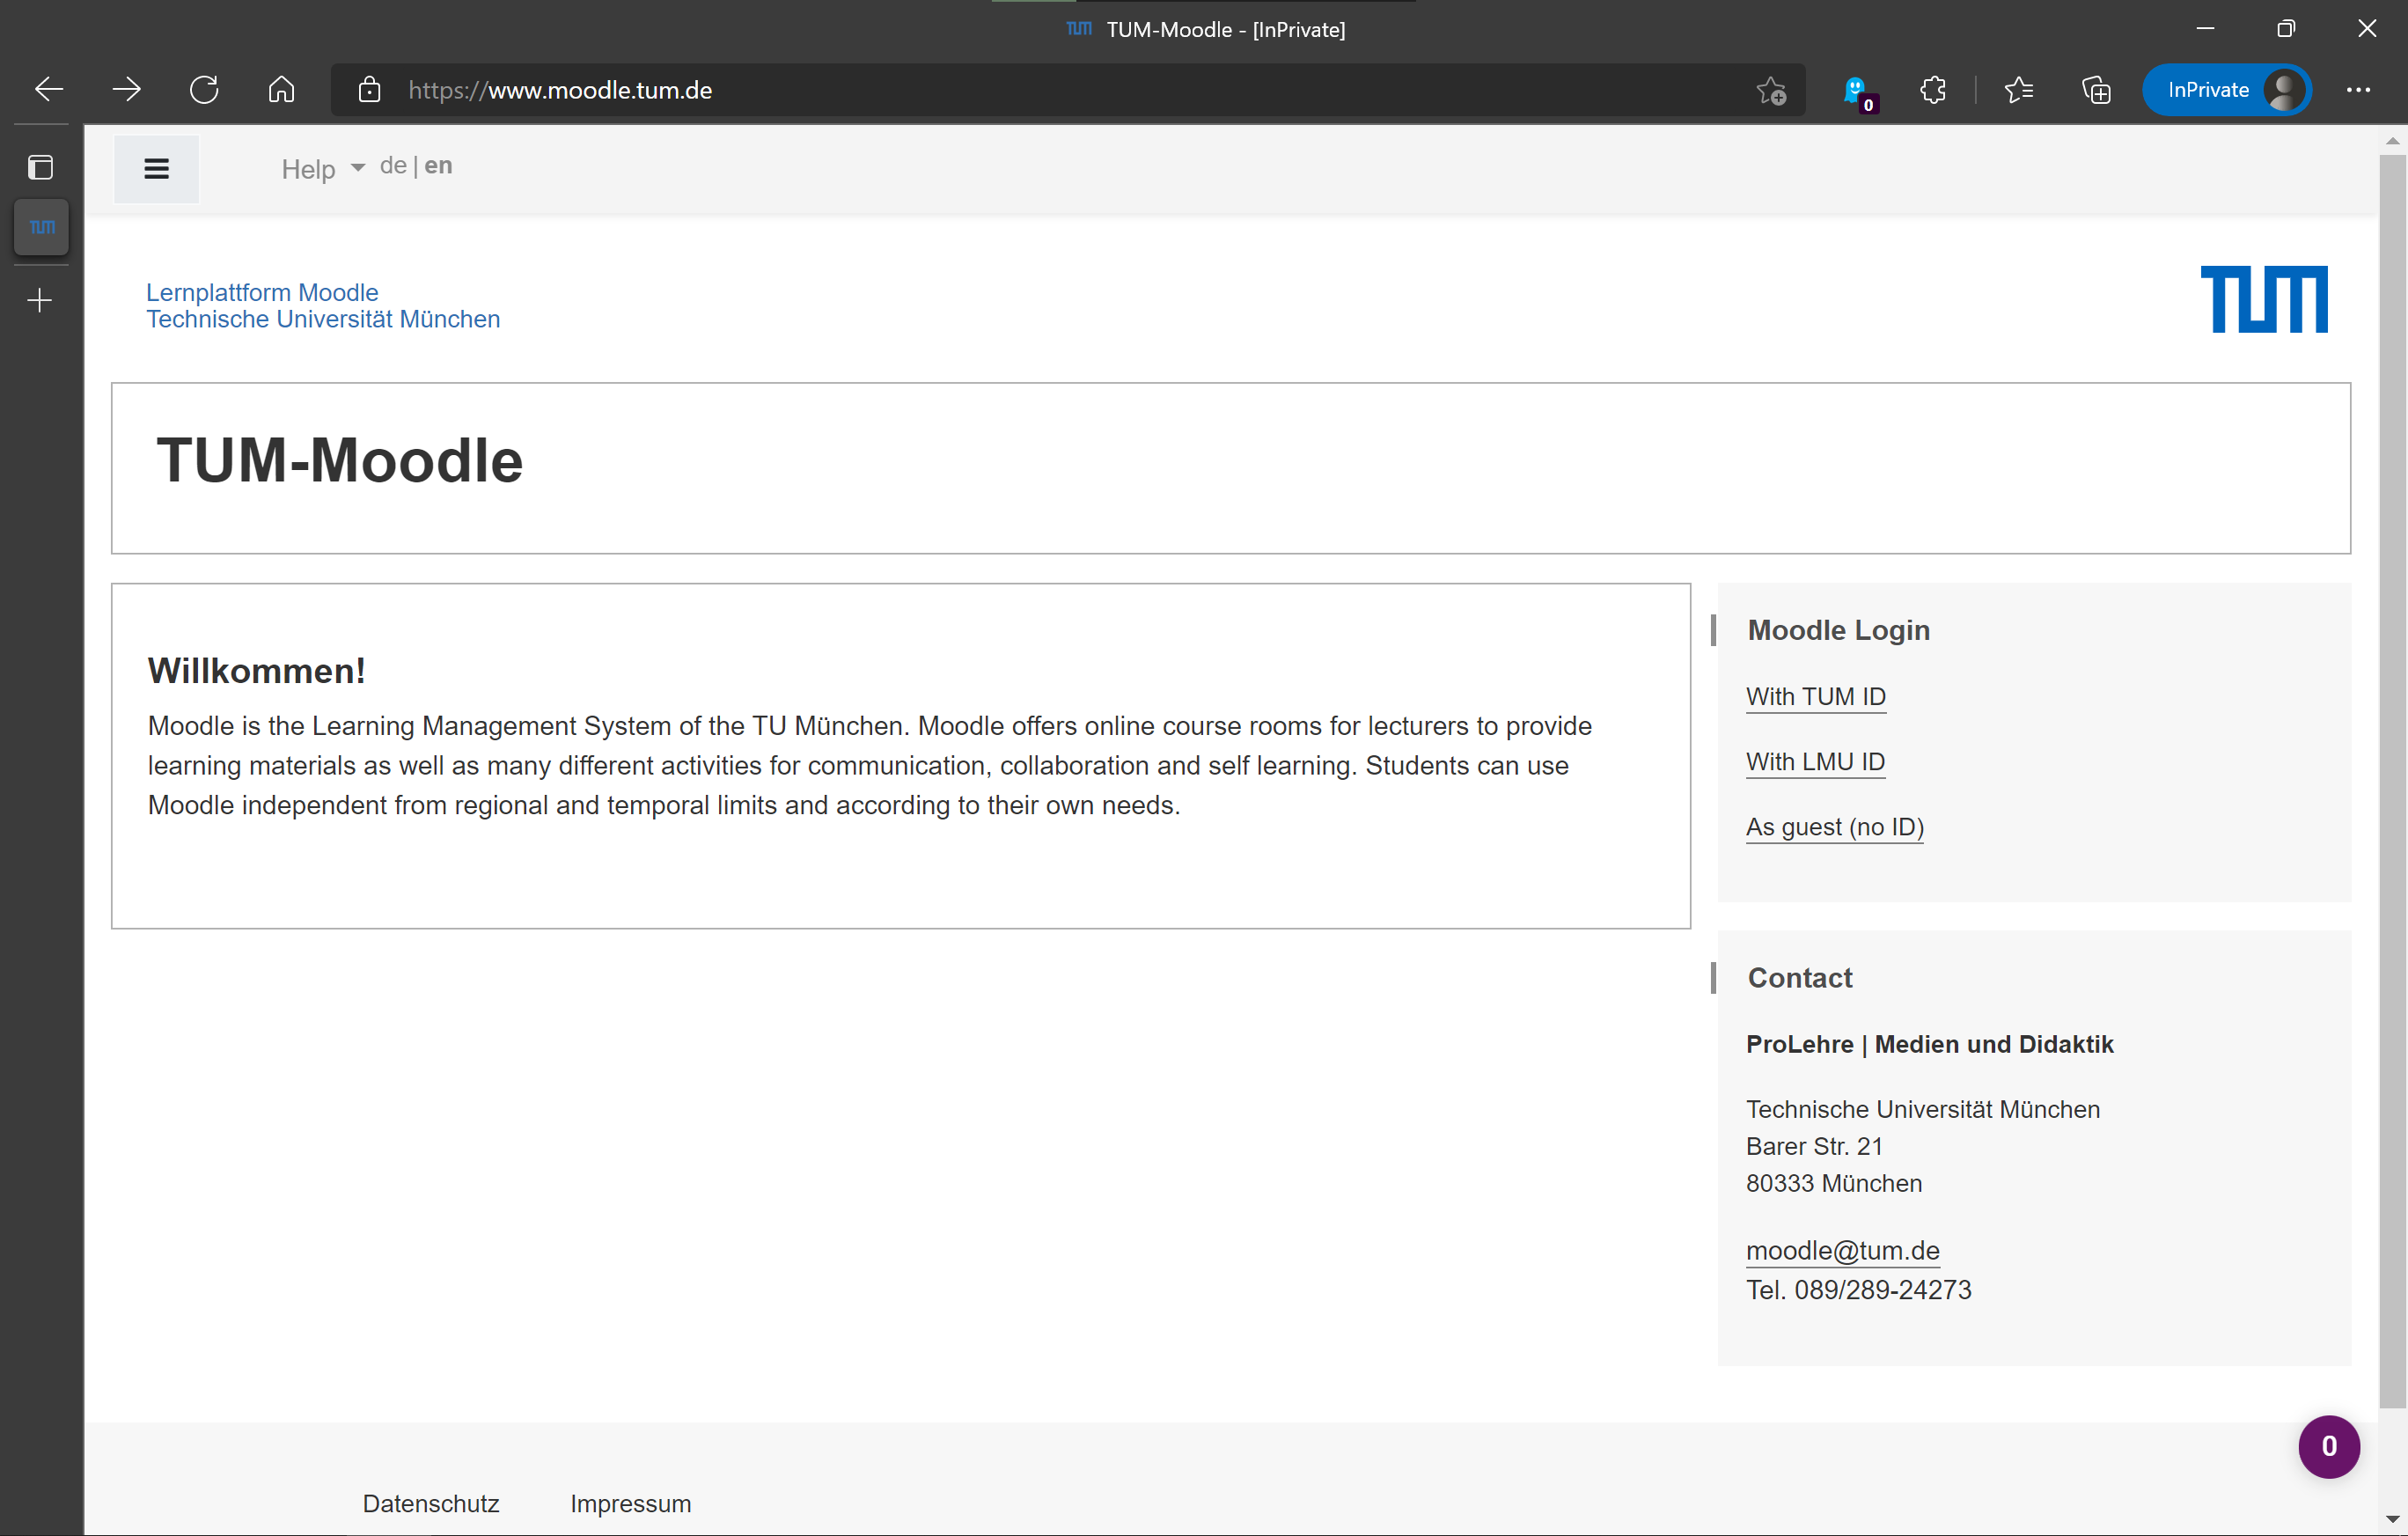 TUM TUM-Moodle - [InPrivate]
https://www.moodle.tum.de
0
InPrivate
TUM
Help de | en
Lernplattform Moodle
Technische Universität München
TUM
TUM-Moodle
Willkommen!
Moodle is the Learning Management System of the TU München. Moodle offers online course rooms for lecturers to provide
learning materials as well as many different activities for communication, collaboration and self learning. Students can use
Moodle independent from regional and temporal limits and according to their own needs.
Moodle Login
With TUM ID
With LMU ID
As guest (no ID)
Contact
ProLehre | Medien und Didaktik
Technische Universität München
Barer Str. 21
80333 München
moodle@tum.de
Tel. 089/289-24273
0
Datenschutz Impressum